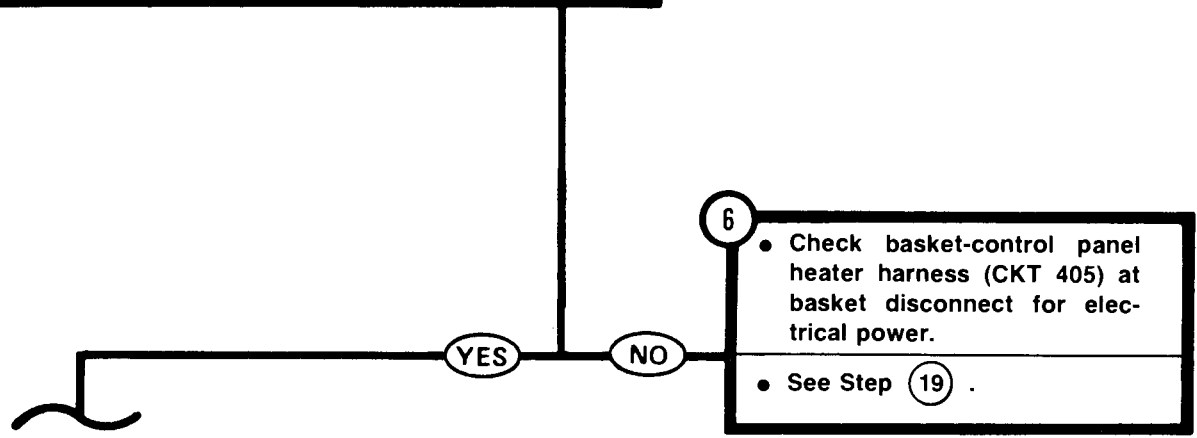 6
• Check basket-control panel
heater harness (CKT 405) at
basket disconnect for elec-
trical power.
YES
NO
• See Step 19 .